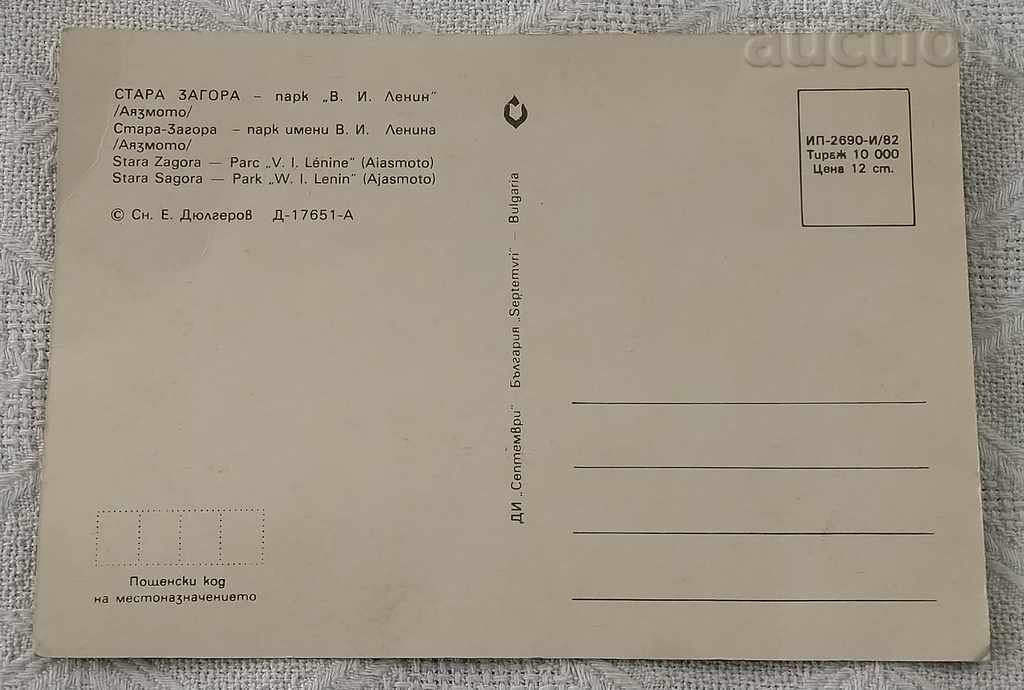 СТАРА ЗАГОРА – парк „В. И. Ленин"
/Аязмото/
Стара-Загора – парк имени В. И. Ленина
/Аязмото/
Stara Zagora — Parc „V. I. Lénine" (Aiasmoto)
Stara Sagora — Park „W. I. Lenin" (Ajasmoto)
© Сн. Е. Дюлгеров Д-17651-А
Пощенски код
на местоназначението
ДИ „Септември" България „Septemvri" – Bulgaria
auctio
ИП-2690-И/82
Тираж 10 000
Цена 12 ст.